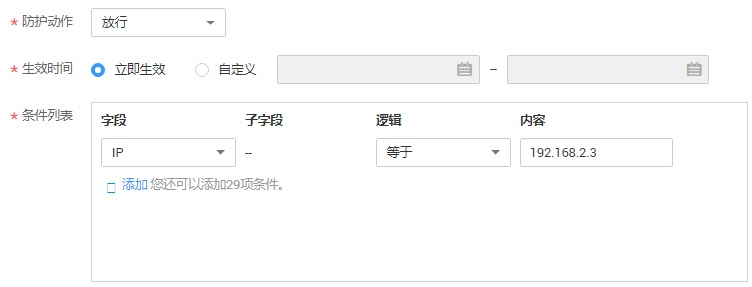 * 防护动作 放行
* 生效时间 立即生效 自定义 --
* 条件列表
字段 子字段 逻辑 内容
IP -- 等于 192.168.2.3
添加 您还可以添加29项条件。